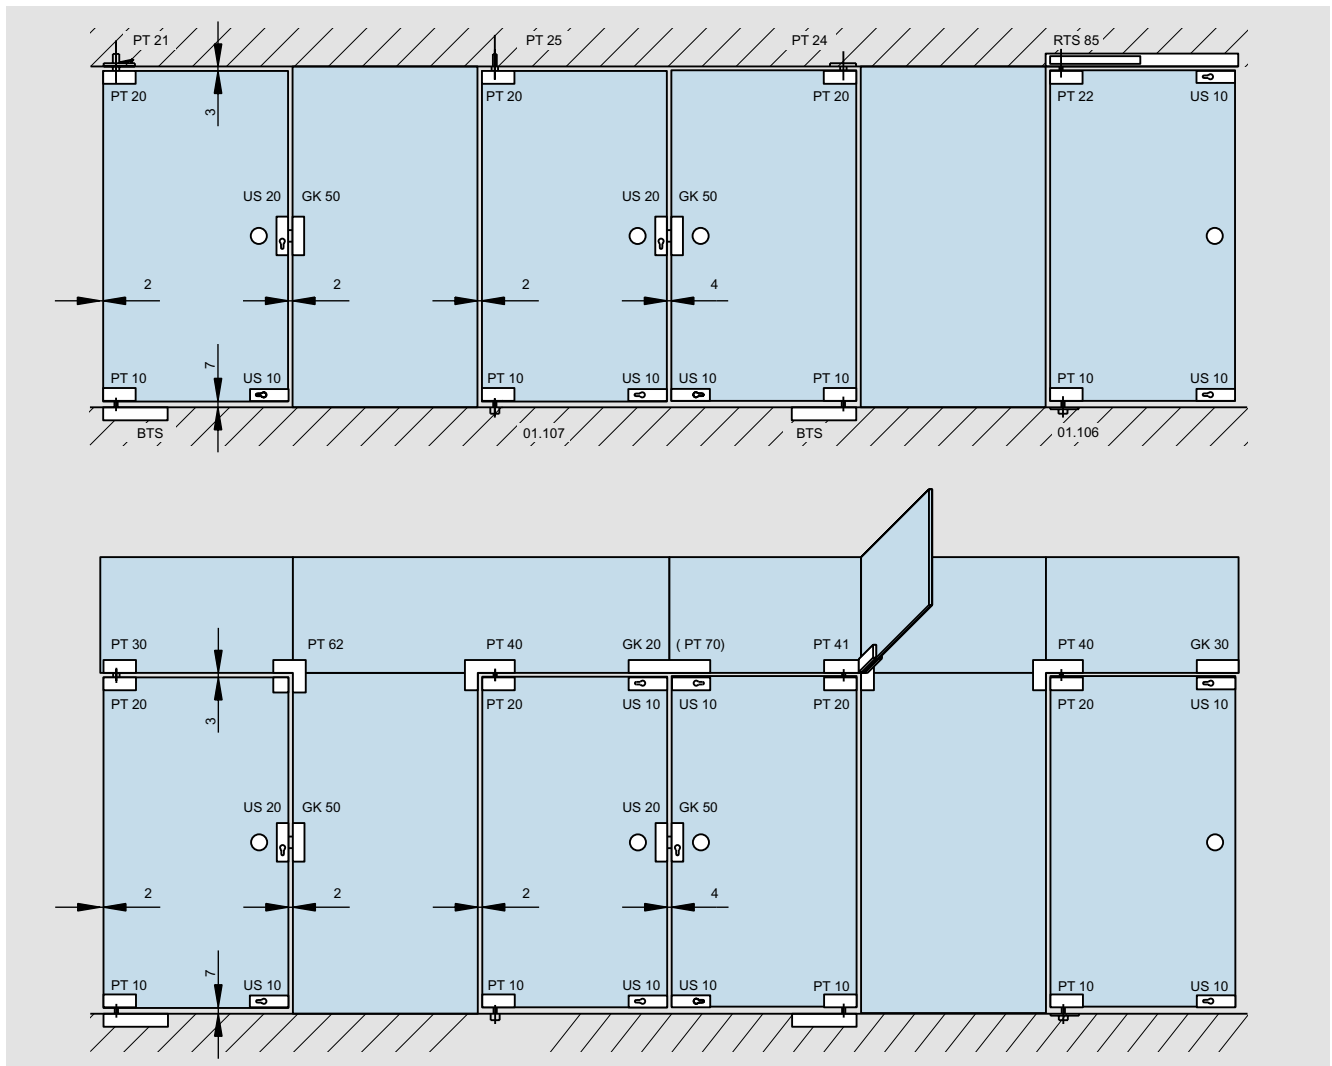 PT 21 PT 25 PT 24 RTS 85
PT 20 PT 20 PT 20 PT 22 US 10
3
US 20 GK 50 US 20 GK 50
2 2 2 4
7
PT 10 US 10 PT 10 US 10 US 10 PT 10 PT 10 US 10
BTS 01.107 BTS 01.106
PT 30 PT 62 PT 40 GK 20 ( PT 70) PT 41 PT 40 GK 30
PT 20 PT 20 US 10 US 10 PT 20 PT 20 US 10
3
US 20 GK 50 US 20 GK 50
2 2 2 4
7
PT 10 US 10 PT 10 US 10 US 10 PT 10 PT 10 US 10